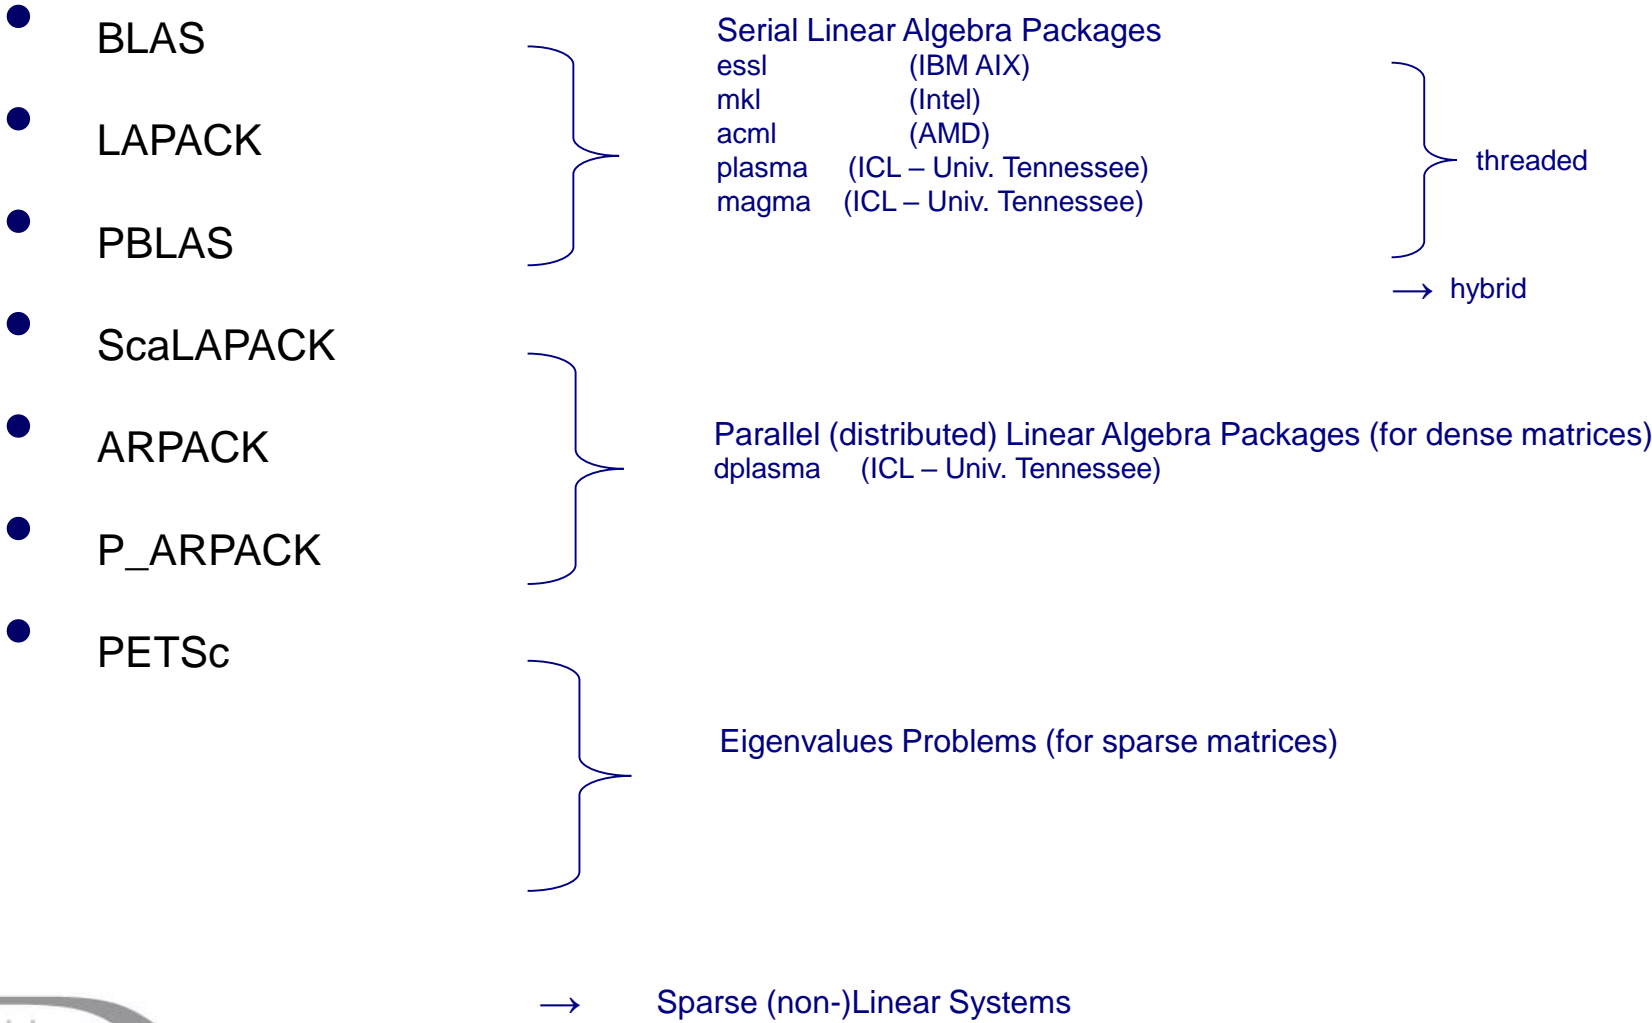 BLAS
LAPACK
PBLAS
ScaLAPACK
ARPACK
P_ARPACK
PETSc
Serial Linear Algebra Packages
essl (IBM AIX)
mkl (Intel)
acml (AMD)
plasma (ICL – Univ. Tennessee)
magma (ICL – Univ. Tennessee)
threaded
→ hybrid
Parallel (distributed) Linear Algebra Packages (for dense matrices)
dplasma (ICL – Univ. Tennessee)
Eigenvalues Problems (for sparse matrices)
→ Sparse (non-)Linear Systems